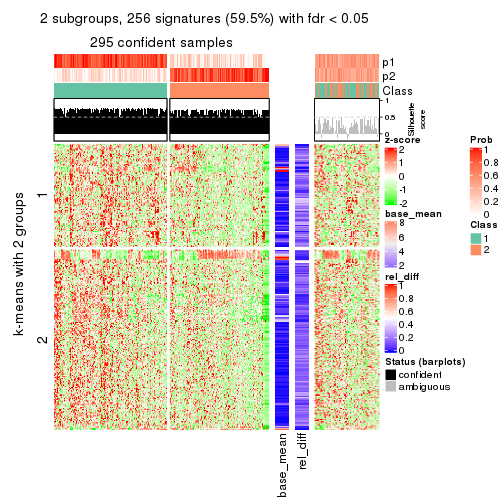 2 subgroups, 256 signatures (59.5%) with fdr < 0.05
295 confident samples
p1
p2
Class
1
0.5
0
Silhouette
score
k-means with 2 groups
1
2
base_mean
rel_diff
z-score
2
1
0
-1
-2
base_mean
8
6
4
2
rel_diff
1
0.8
0.6
0.4
0.2
0
Status (barplots)
confident
ambiguous
Prob
1
0.8
0.6
0.4
0.2
0
Class
1
2